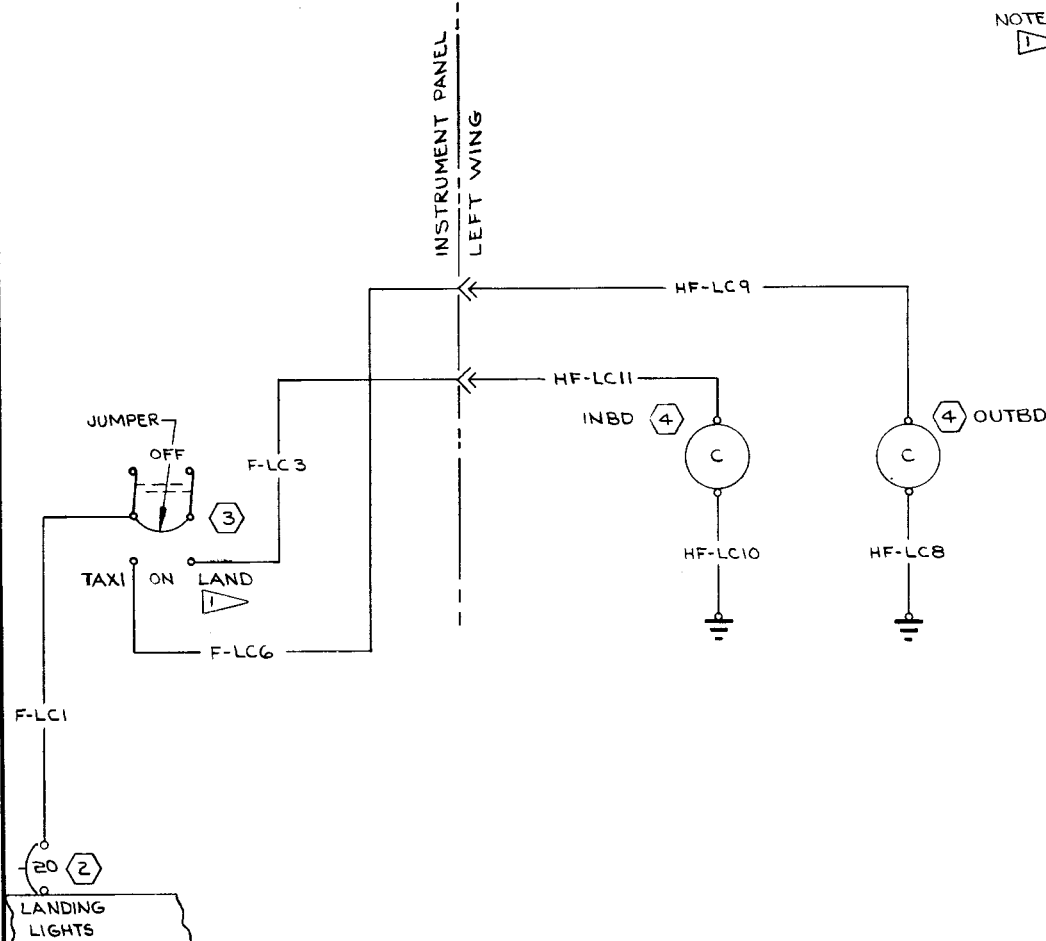 NOTE
1
INSTRUMENT PANEL
LEFT WING
HF-LC9
HF-LC11
INBD 4
4 OUTBD
C
C
JUMPER
OFF
F-LC3
3
TAXI ON LAND
1
HF-LC10
HF-LC8
F-LC6
F-LC1
20 2
LANDING
LIGHTS